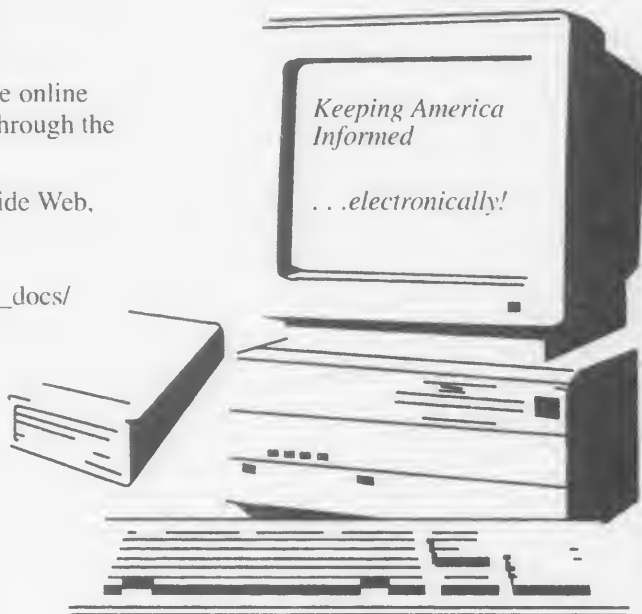 e online
hrough the
ide Web,
_docs/
Keeping America
Informed
. . .electronically!